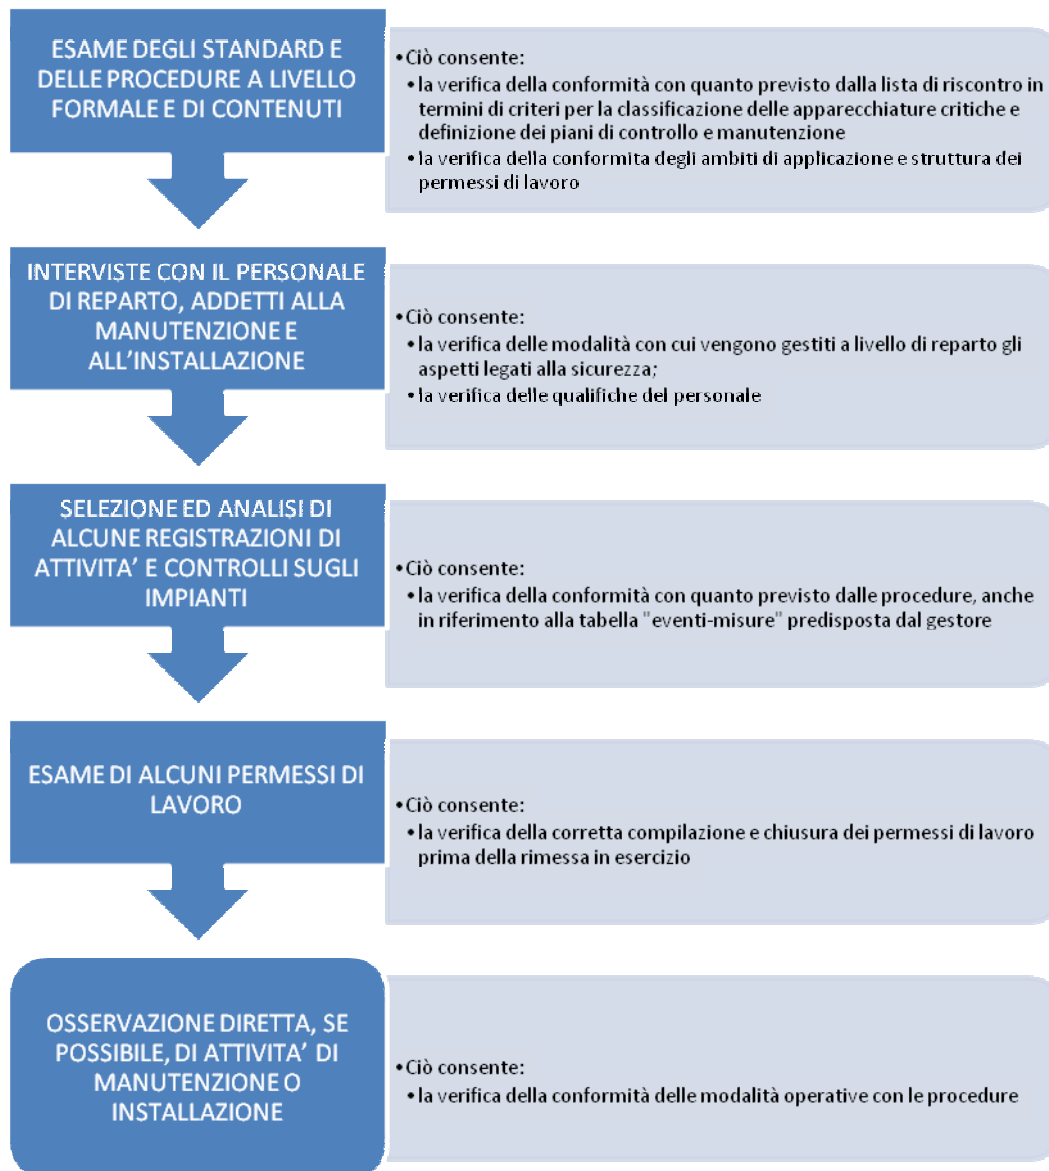 ESAME DEGLI STANDARD E
DELLE PROCEDURE A LIVELLO
FORMALE E DI CONTENUTI
•Ciò consente:
•la verifica della conformità con quanto previsto dalla lista di riscontro in
termini di criteri per la classificazione delle apparecchiature critiche e
definizione dei piani di controllo e manutenzione
•la verifica della conformita degli ambiti di applicazione e struttura dei
permessi di lavoro
INTERVISTE CON IL PERSONALE
DI REPARTO, ADDETTI ALLA
MANUTENZIONE E
ALL'INSTALLAZIONE
•Ciò consente:
•la verifica delle modalità con cui vengono gestiti a livello di reparto gli
aspetti legati alla sicurezza;
•la verifica delle qualifiche del personale
SELEZIONE ED ANALISI DI
ALCUNE REGISTRAZIONI DI
ATTIVITA' E CONTROLLI SUGLI
IMPIANTI
•Ciò consente:
•la verifica della conformità con quanto previsto dalle procedure, anche
in riferimento alla tabella "eventi-misure" predisposta dal gestore
ESAME DI ALCUNI PERMESSI DI
LAVORO
•Ciò consente:
•la verifica della corretta compilazione e chiusura dei permessi di lavoro
prima della rimessa in esercizio
OSSERVAZIONE DIRETTA, SE
POSSIBILE, DI ATTIVITA' DI
MANUTENZIONE O
INSTALLAZIONE
•Ciò consente:
•la verifica della conformità delle modalità operative con le procedure